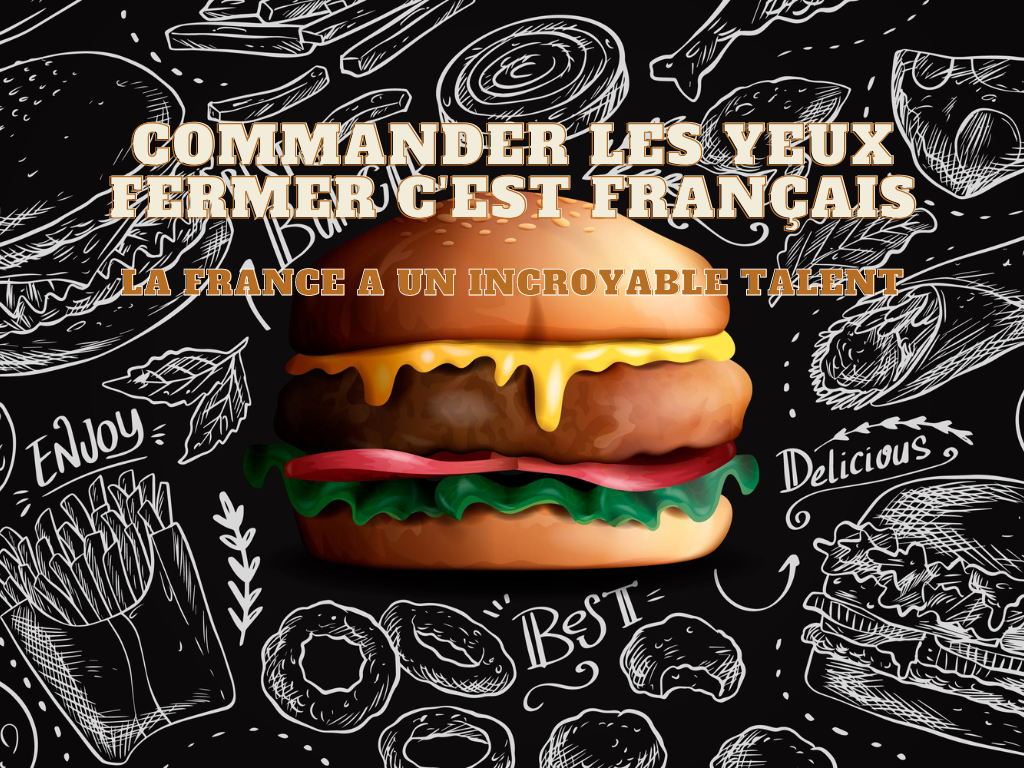 COMMANDER LES YEUX
FERMER C'EST FRANÇAIS
LA FRANCE A UN INCROYABLE TALENT
ENJOY
Delicious
BEST